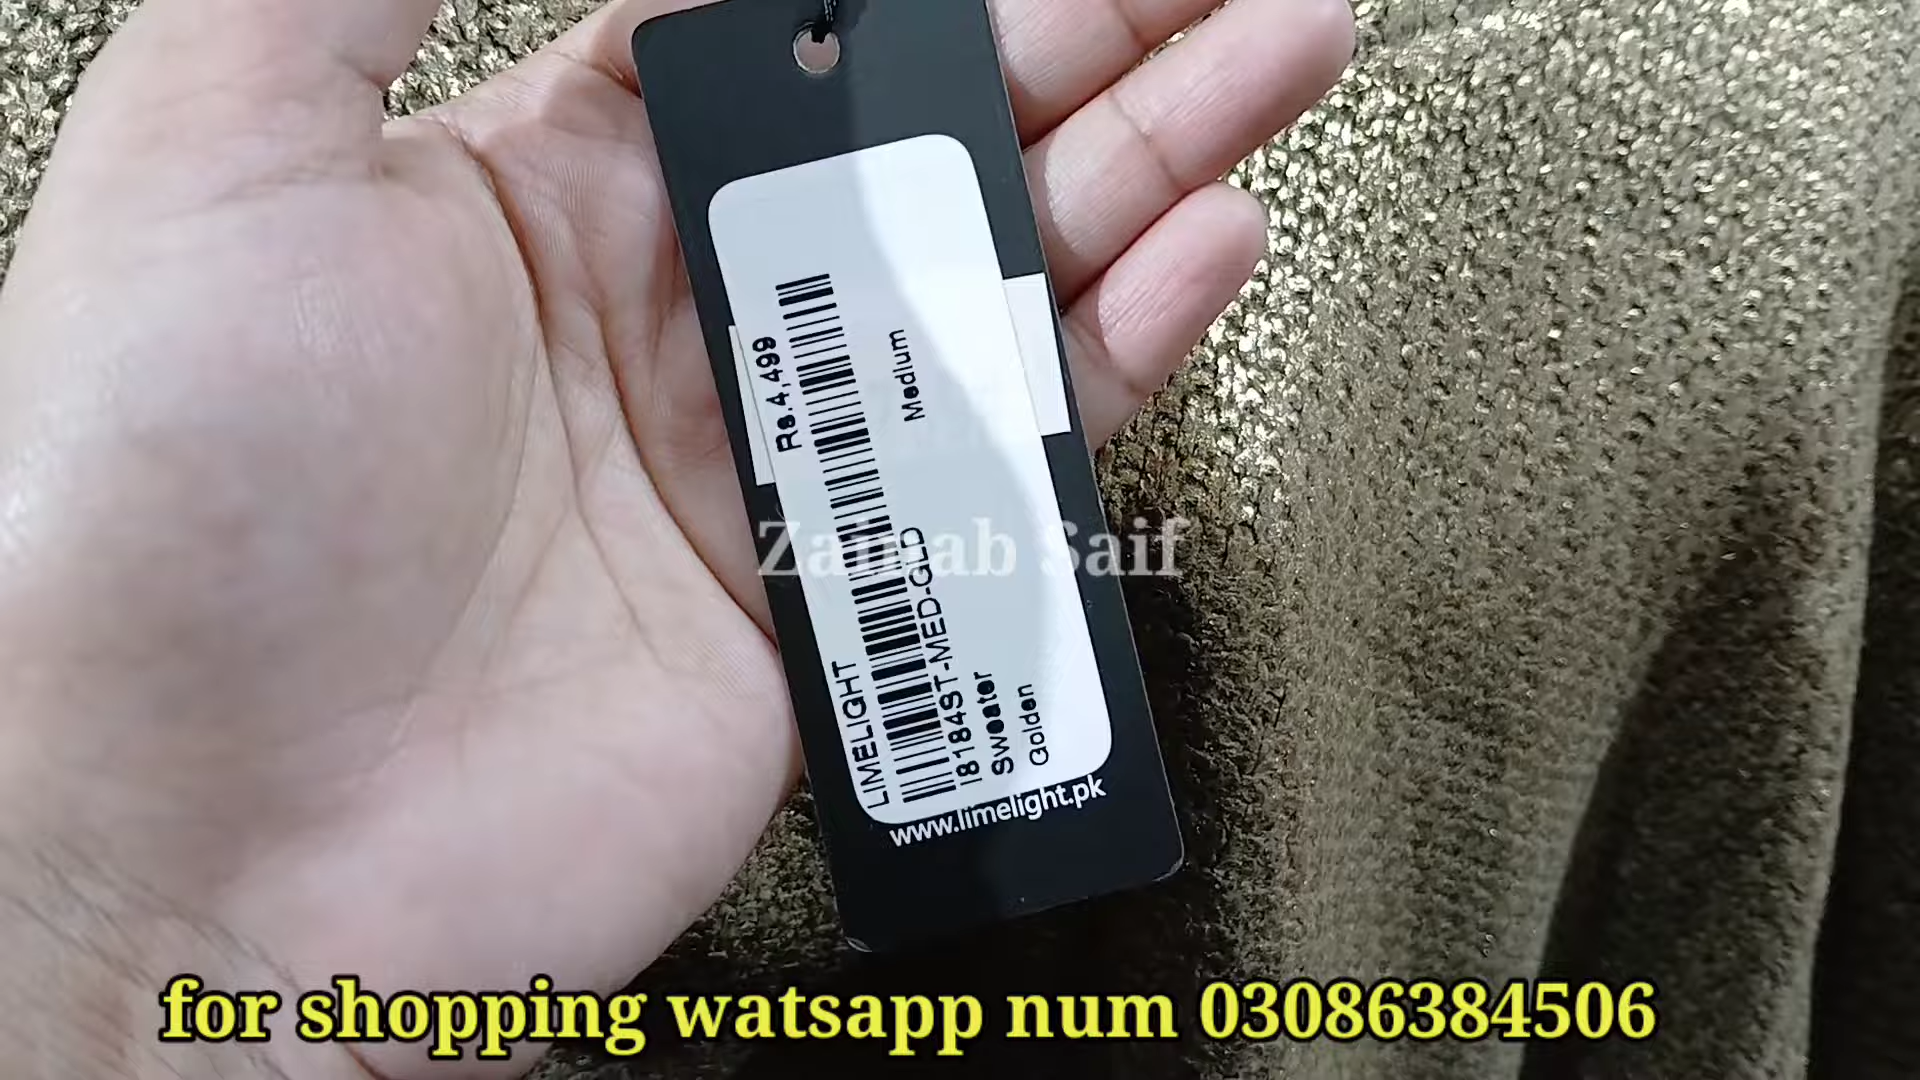 LIMELIGHT Rs.4,499
I8184ST-MED-GLD
Sweater Medium
Golden
www.limelight.pk
Zainab Saif
for shopping watsapp num 03086384506